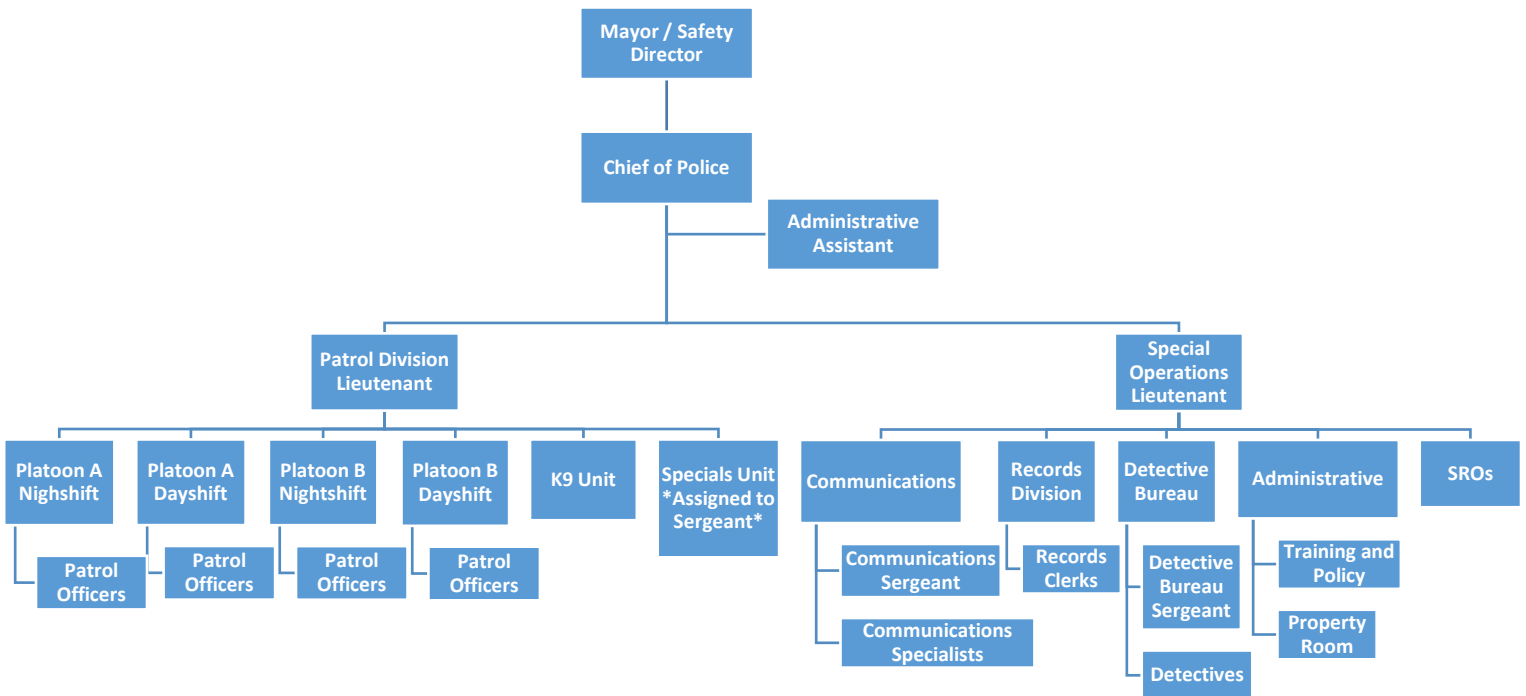 Mayor / Safety
Director
Chief of Police
Administrative
Assistant
Patrol Division
Lieutenant
Special
Operations
Lieutenant
Platoon A
Nighshift
Platoon A
Dayshift
Platoon B
Nightshift
Platoon B
Dayshift
K9 Unit
Specials Unit
*Assigned to
Sergeant*
Communications
Records
Division
Detective
Bureau
Administrative
SROs
Patrol
Officers
Patrol
Officers
Patrol
Officers
Patrol
Officers
Communications
Sergeant
Communications
Specialists
Records
Clerks
Detective
Bureau
Sergeant
Detectives
Training and
Policy
Property
Room